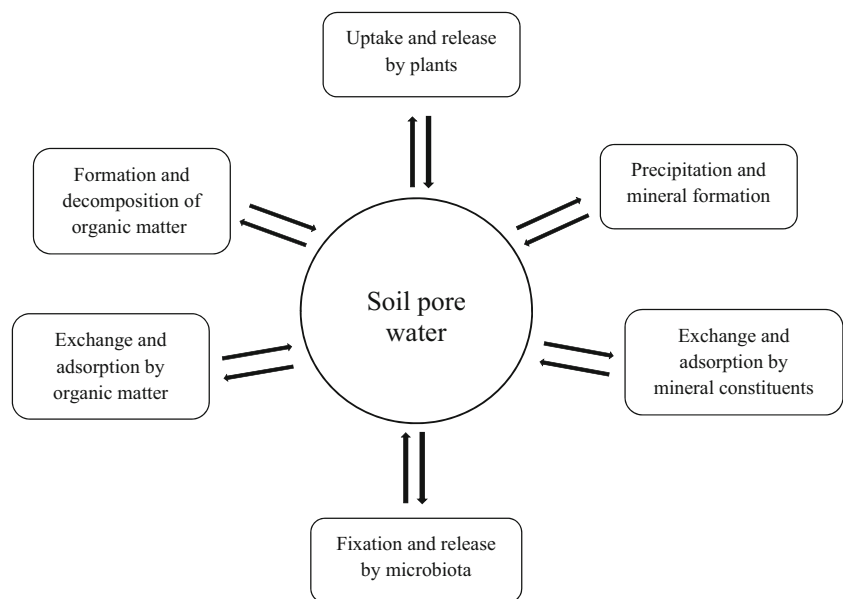 Uptake and release
by plants
Formation and
decomposition of
organic matter
Precipitation and
mineral formation
Soil pore
water
Exchange and
adsorption by
organic matter
Exchange and
adsorption by
mineral constituents
Fixation and release
by microbiota